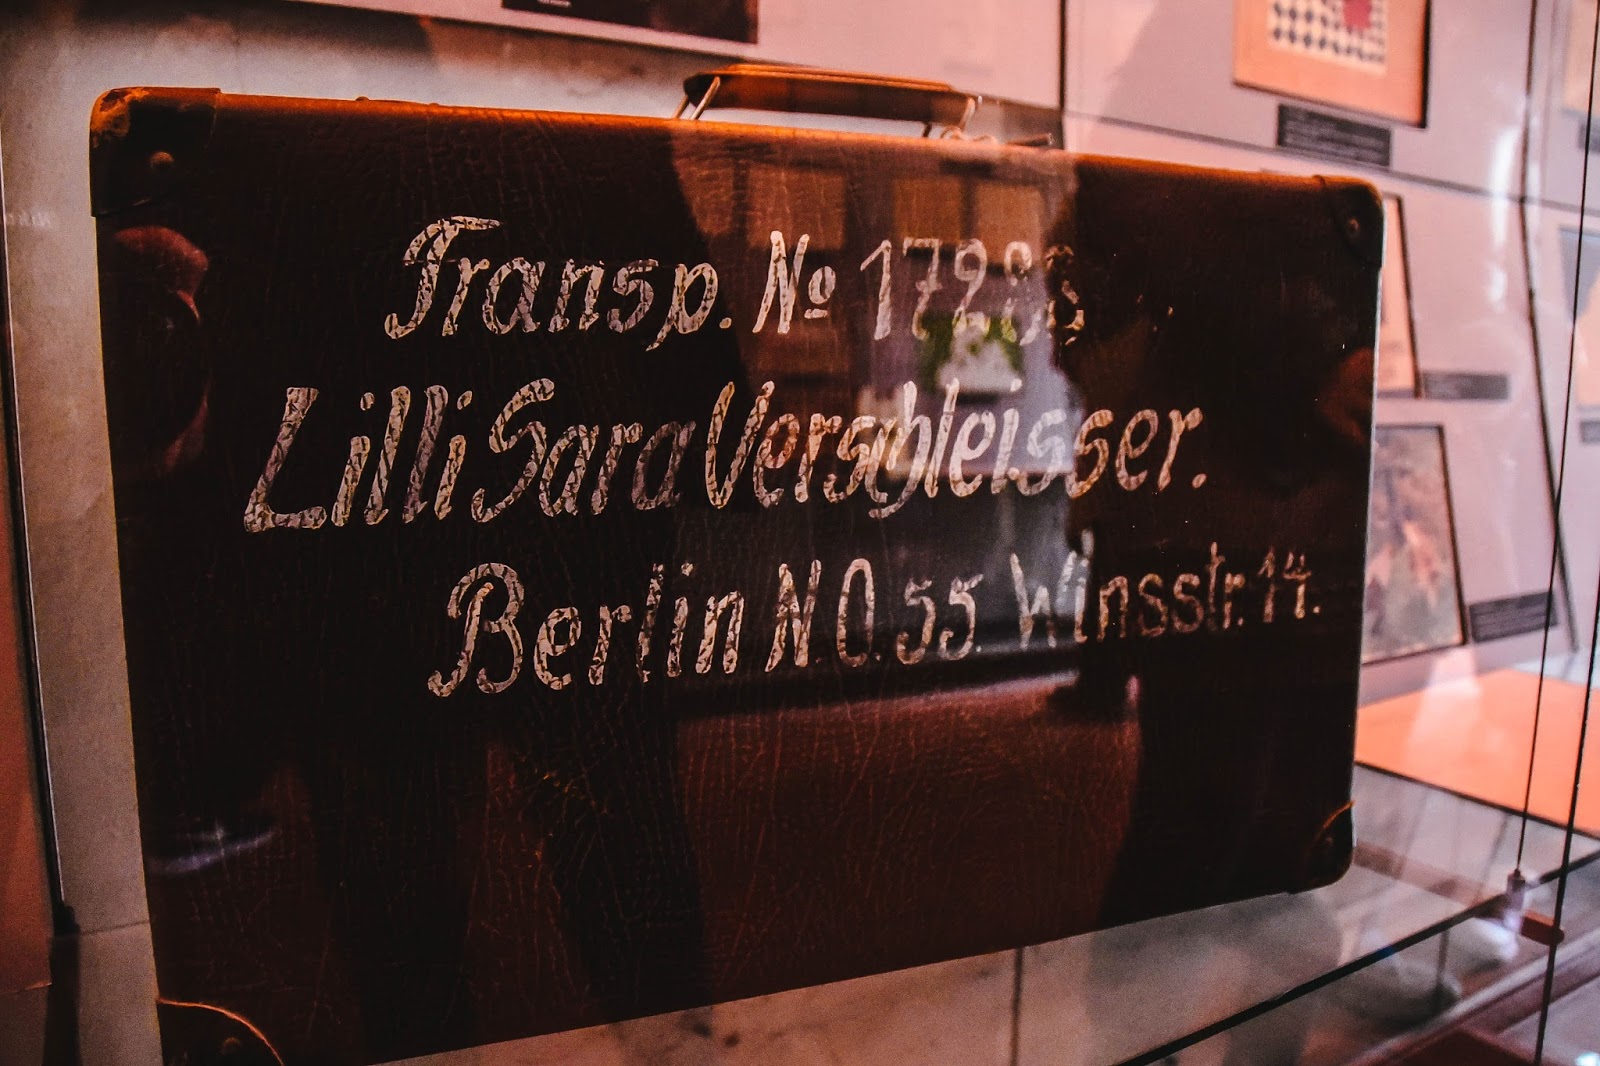 Transp. No
Lilli Sara Verschleisser.
Berlin N.O. 55. Winsstr. 14.